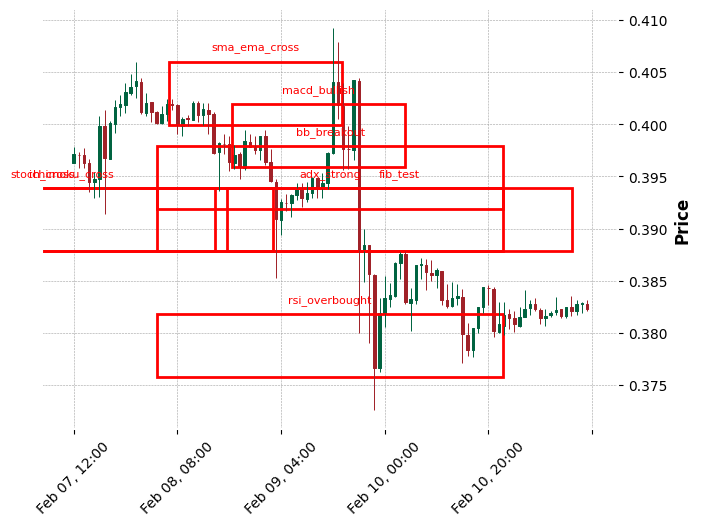 0.410
sma_ema_cross
0.405
macd_bullish
0.400
bb_breakout
0.395
stoch_cross
ichimoku_cross
adx_strong
fib_test
0.390
Price
0.385
rsi_overbought
0.380
0.375
Feb 07, 12:00
Feb 08, 08:00
Feb 09, 04:00
Feb 10, 00:00
Feb 10, 20:00